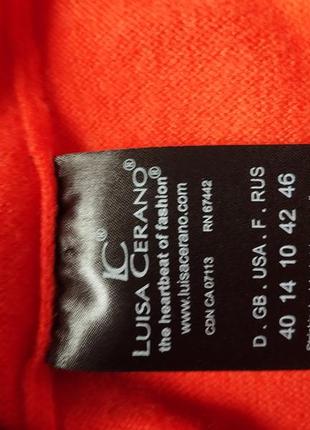 LC®
LUISA CERANO®
the heartbeat of fashion®
www.luisacerano.com
CDN CA 07113 RN 67442
D . GB . USA . F . RUS
40 14 10 42 46